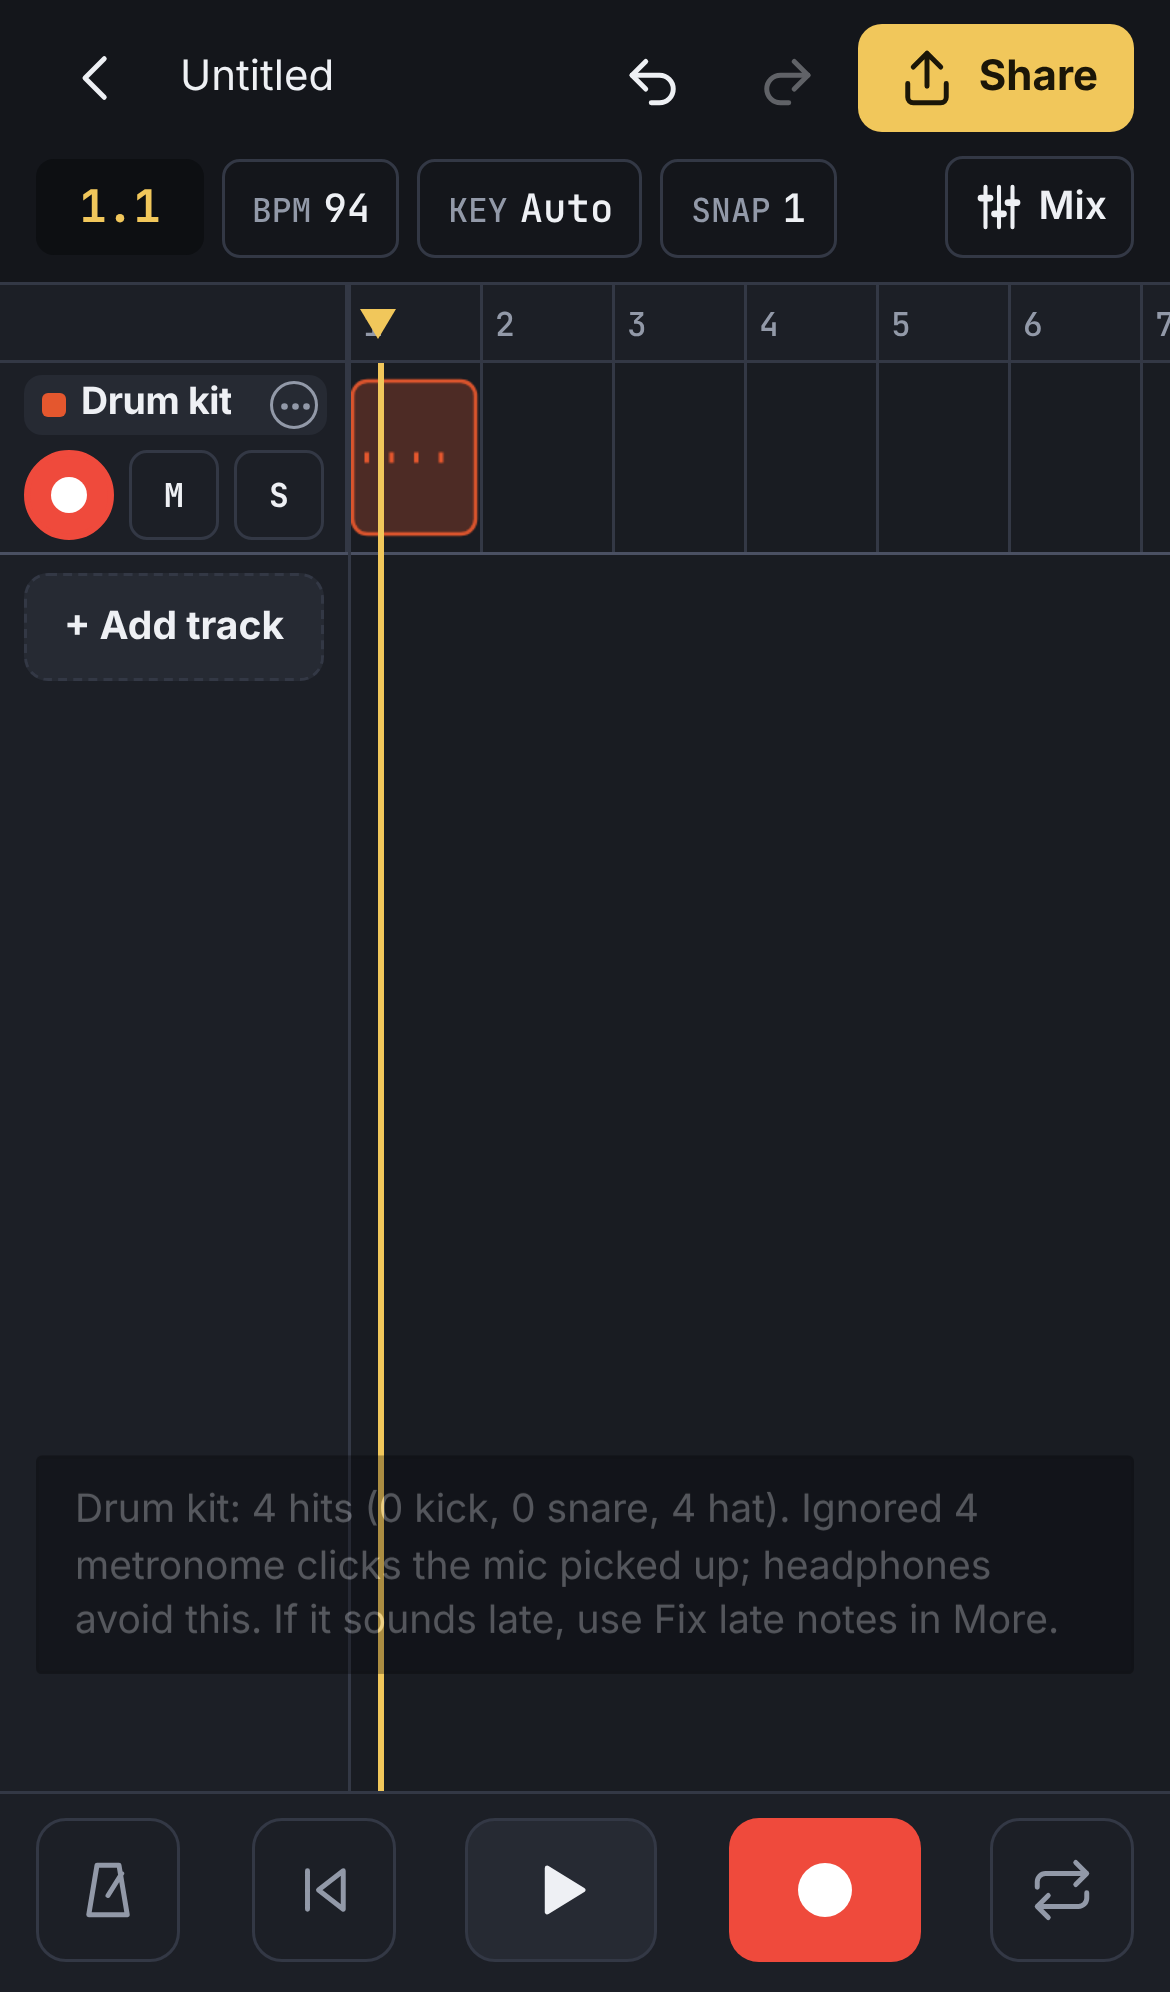 Untitled
Share
1.1
BPM 94
KEY Auto
SNAP 1
Mix
1 2 3 4 5 6 7
Drum kit
M
S
+ Add track
Drum kit: 4 hits (0 kick, 0 snare, 4 hat). Ignored 4
metronome clicks the mic picked up; headphones
avoid this. If it sounds late, use Fix late notes in More.